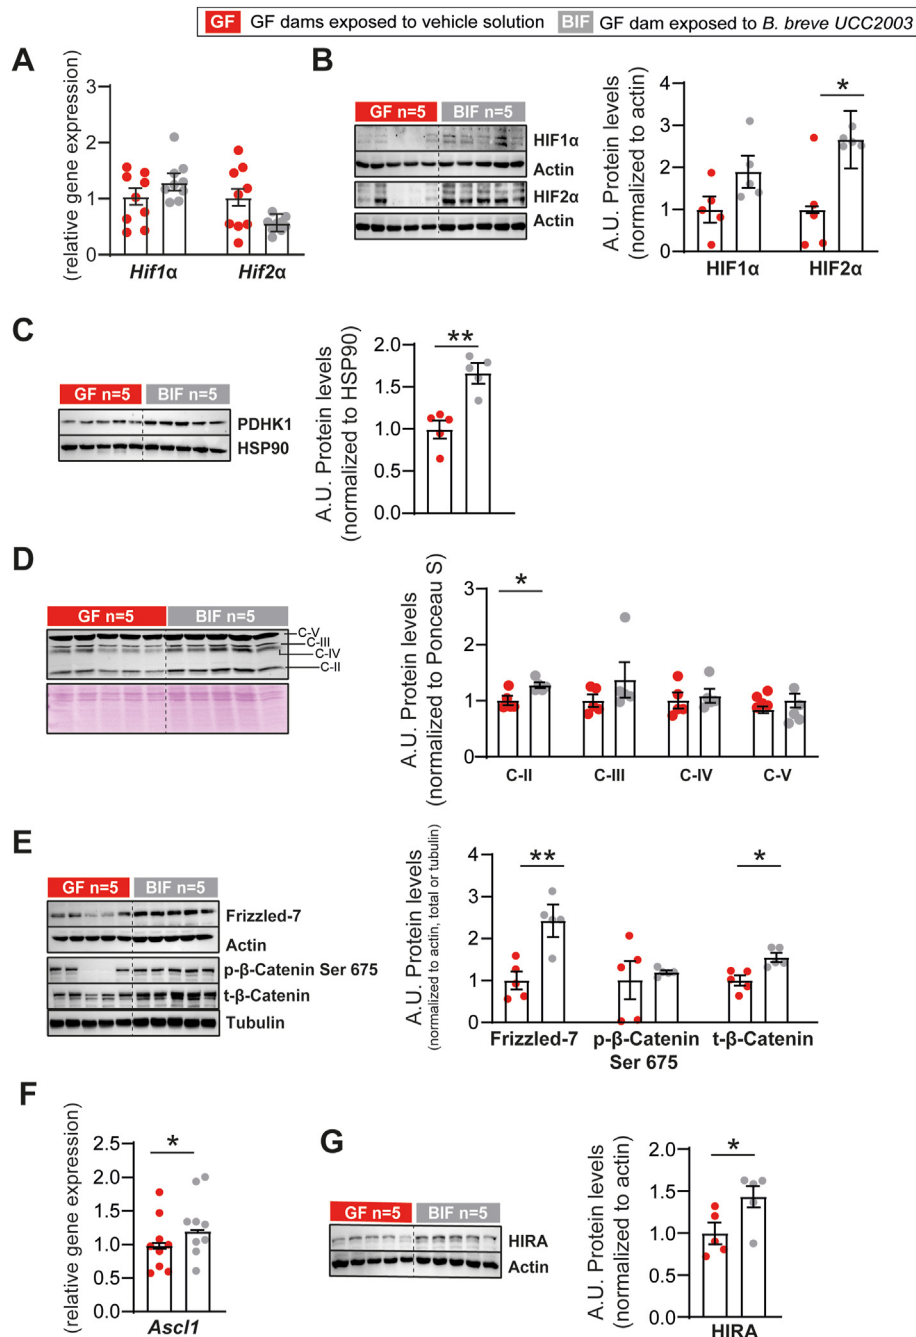 GF GF dams exposed to vehicle solution BIF GF dam exposed to B. breve UCC2003
A
(relative gene expression)
3
2
1
0
Hif1α Hif2α
B
GF n=5 BIF n=5
HIF1α
Actin
HIF2α
Actin
A.U. Protein levels
(normalized to actin)
4
3
2
1
0
*
HIF1α HIF2α
C
GF n=5 BIF n=5
PDHK1
HSP90
A.U. Protein levels
(normalized to HSP90)
2.0
1.5
1.0
0.5
0.0
**
D
GF n=5 BIF n=5
C-V
C-III
C-IV
C-II
A.U. Protein levels
(normalized to Ponceau S)
3
2
1
0
*
C-II C-III C-IV C-V
E
GF n=5 BIF n=5
Frizzled-7
Actin
p-β-Catenin Ser 675
t-β-Catenin
Tubulin
A.U. Protein levels
(normalized to actin, total or tubulin)
4
3
2
1
0
** *
Frizzled-7 p-β-Catenin t-β-Catenin
Ser 675
F
(relative gene expression)
2.5
2.0
1.5
1.0
0.5
0.0
*
Ascl1
G
GF n=5 BIF n=5
HIRA
Actin
A.U. Protein levels
(normalized to actin)
2.0
1.5
1.0
0.5
0.0
*
HIRA